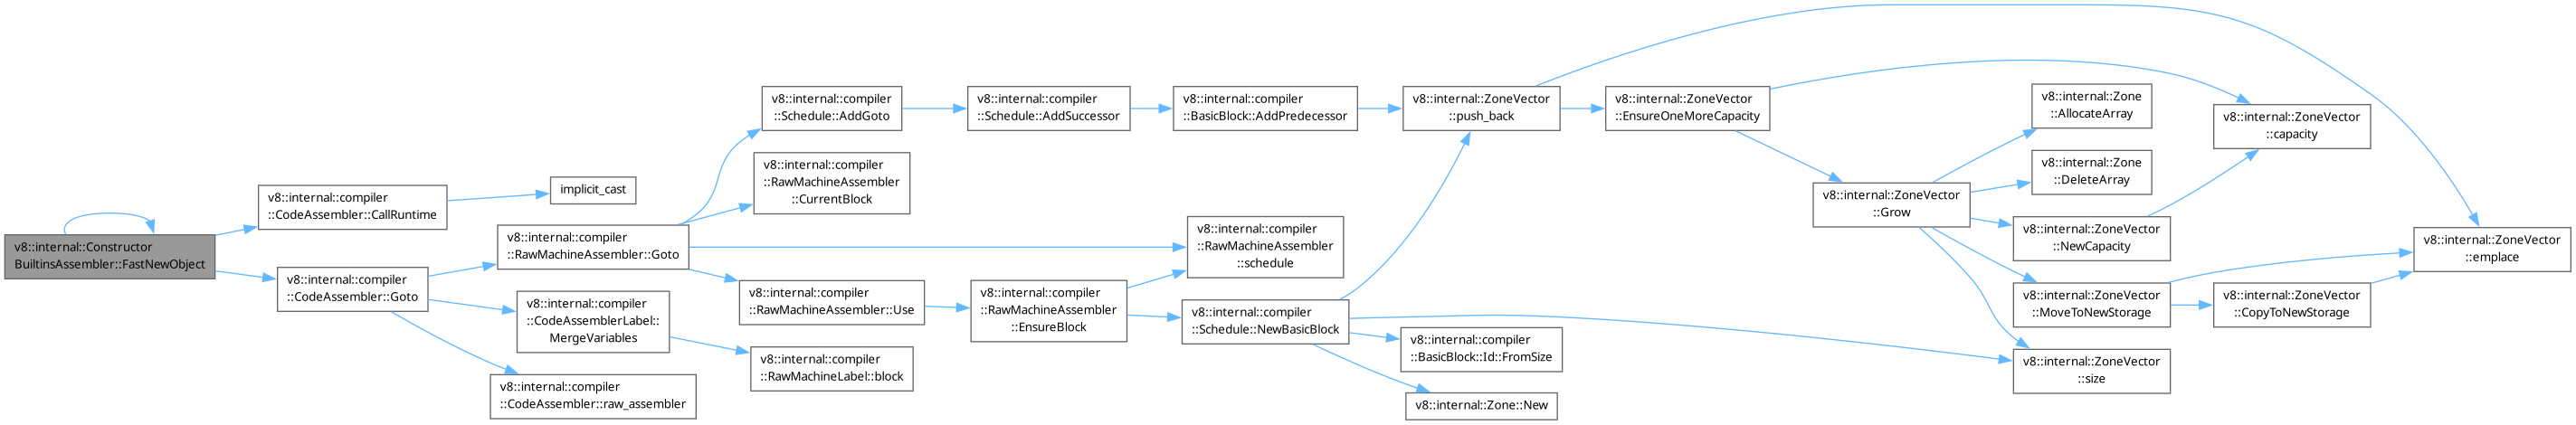 v8::internal::Constructor
BuiltinsAssembler::FastNewObject
v8::internal::compiler
::CodeAssembler::CallRuntime
implicit_cast
v8::internal::compiler
::CodeAssembler::Goto
v8::internal::compiler
::RawMachineAssembler::Goto
v8::internal::compiler
::Schedule::AddGoto
v8::internal::compiler
::Schedule::AddSuccessor
v8::internal::compiler
::BasicBlock::AddPredecessor
v8::internal::ZoneVector
::push_back
v8::internal::ZoneVector
::EnsureOneMoreCapacity
v8::internal::ZoneVector
::Grow
v8::internal::Zone
::AllocateArray
v8::internal::Zone
::DeleteArray
v8::internal::ZoneVector
::NewCapacity
v8::internal::ZoneVector
::capacity
v8::internal::ZoneVector
::MoveToNewStorage
v8::internal::ZoneVector
::CopyToNewStorage
v8::internal::ZoneVector
::emplace
v8::internal::ZoneVector
::size
v8::internal::compiler
::RawMachineAssembler
::CurrentBlock
v8::internal::compiler
::RawMachineAssembler
::schedule
v8::internal::compiler
::RawMachineAssembler::Use
v8::internal::compiler
::RawMachineAssembler
::EnsureBlock
v8::internal::compiler
::Schedule::NewBasicBlock
v8::internal::compiler
::BasicBlock::Id::FromSize
v8::internal::Zone::New
v8::internal::compiler
::CodeAssemblerLabel::
MergeVariables
v8::internal::compiler
::RawMachineLabel::block
v8::internal::compiler
::CodeAssembler::raw_assembler